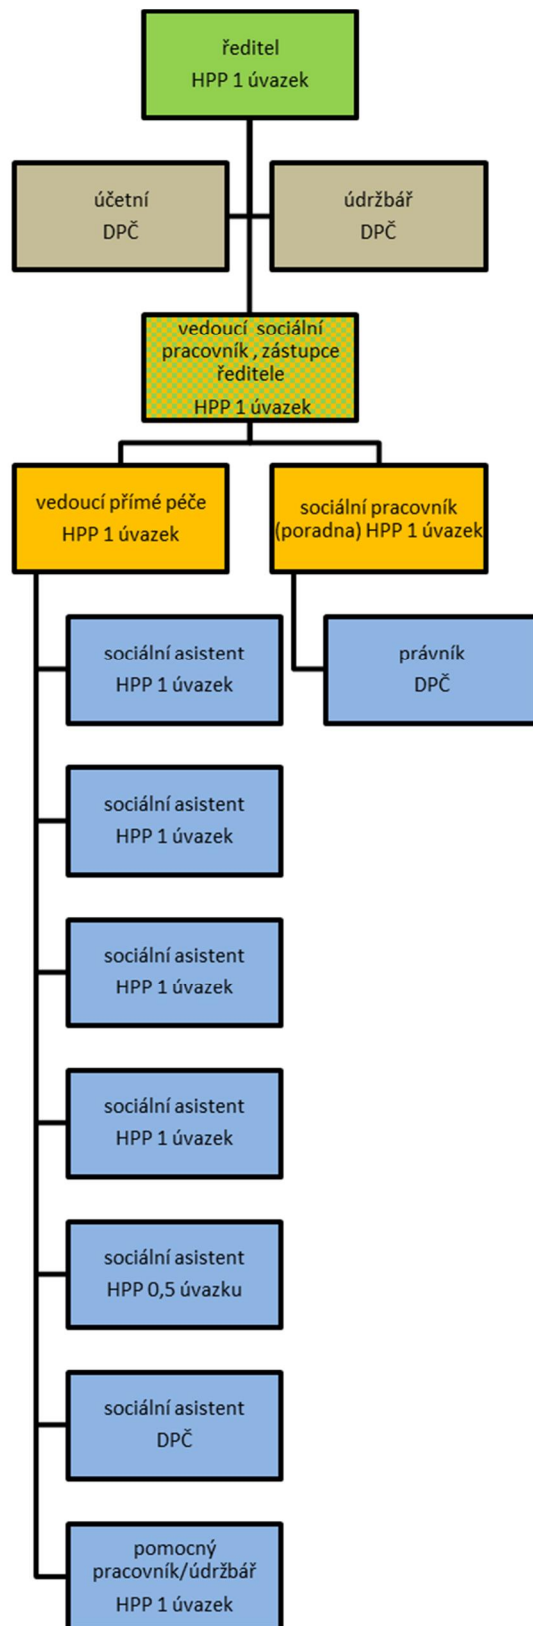 ředitel
HPP 1 úvazek
účetní
DPČ
údržbář
DPČ
vedoucí sociální
pracovník , zástupce
ředitele
HPP 1 úvazek
vedoucí přímé péče
HPP 1 úvazek
sociální pracovník
(poradna) HPP 1 úvazek
sociální asistent
HPP 1 úvazek
právník
DPČ
sociální asistent
HPP 1 úvazek
sociální asistent
HPP 1 úvazek
sociální asistent
HPP 1 úvazek
sociální asistent
HPP 0,5 úvazku
sociální asistent
DPČ
pomocný
pracovník/údržbář
HPP 1 úvazek